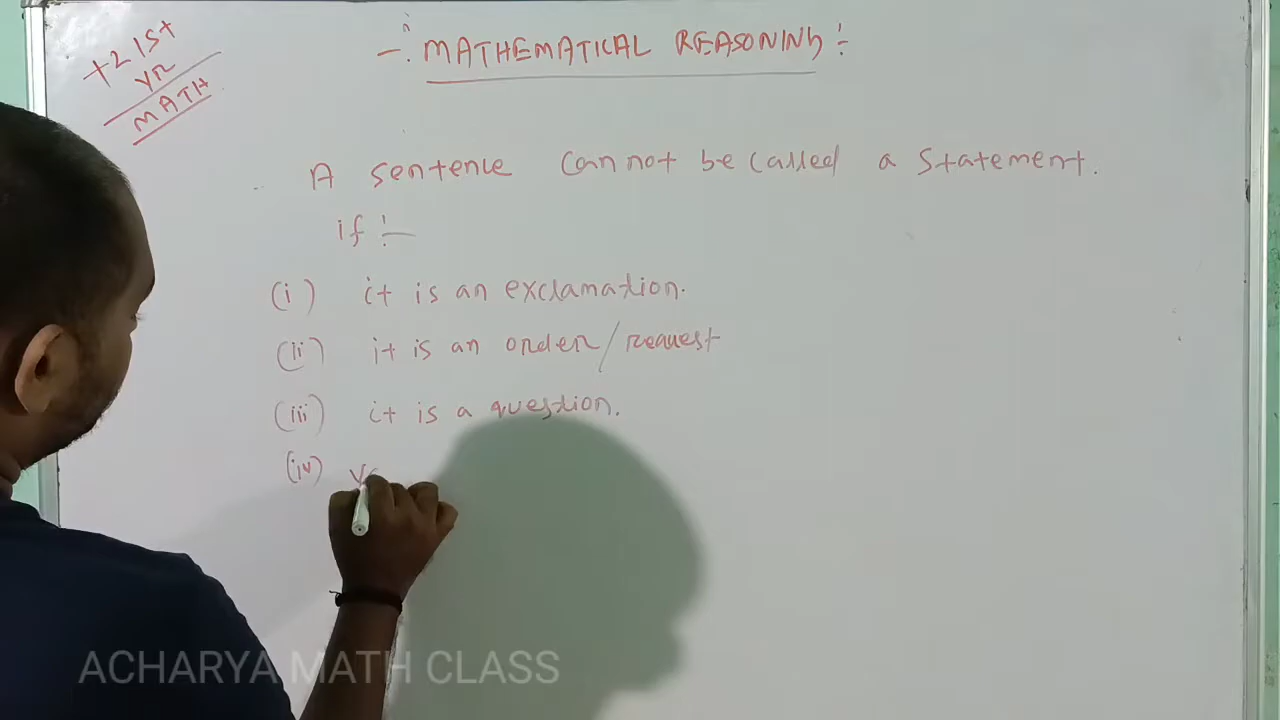 +2 1ST
YR
MATH
-: MATHEMATICAL REASONING :-
A sentence cannot be called a statement.
if :-
(i) it is an exclamation.
(ii) it is an order/request
(iii) it is a question.
(iv)
ACHARYA MATH CLASS